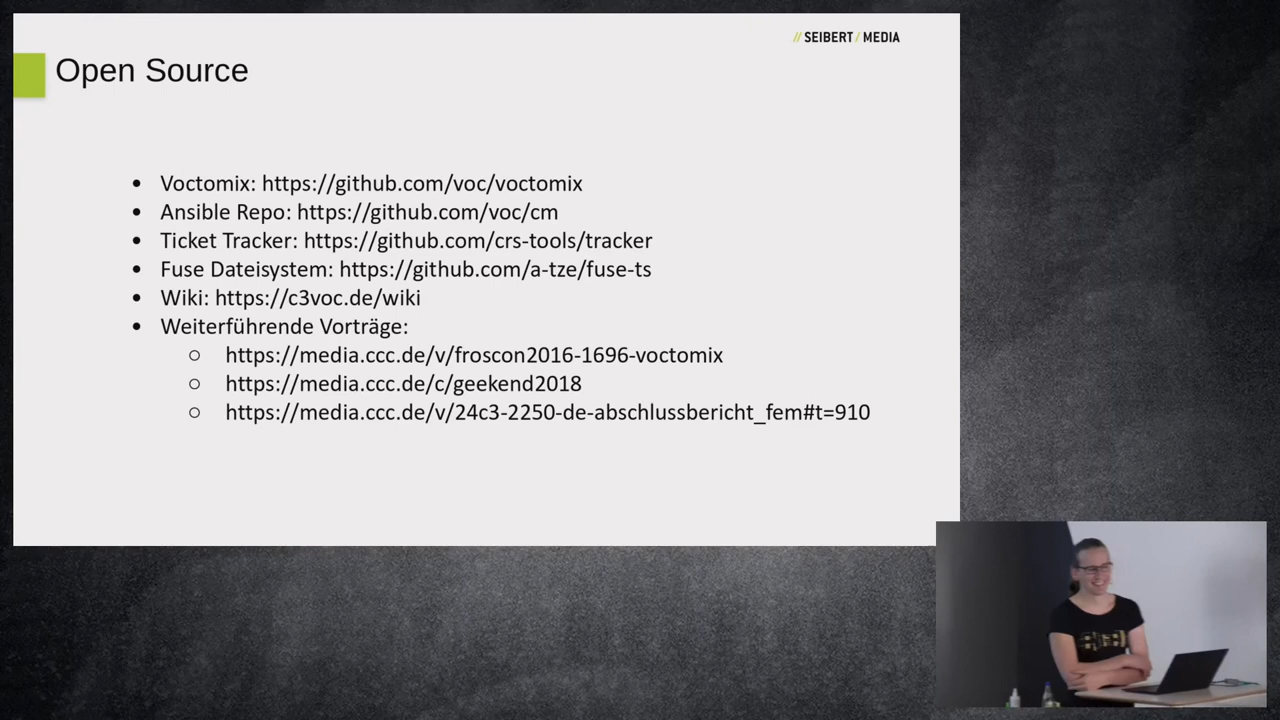 // SEIBERT / MEDIA
Open Source
• Voctomix: https://github.com/voc/voctomix
• Ansible Repo: https://github.com/voc/cm
• Ticket Tracker: https://github.com/crs-tools/tracker
• Fuse Dateisystem: https://github.com/a-tze/fuse-ts
• Wiki: https://c3voc.de/wiki
• Weiterführende Vorträge:
○ https://media.ccc.de/v/froscon2016-1696-voctomix
○ https://media.ccc.de/c/geekend2018
○ https://media.ccc.de/v/24c3-2250-de-abschlussbericht_fem#t=910